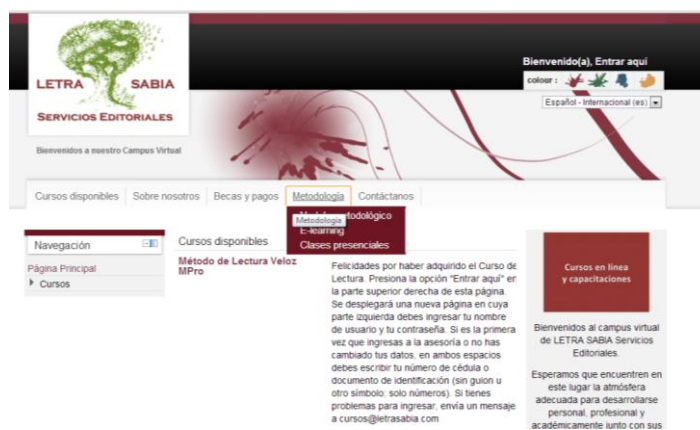 LETRA SABIA
SERVICIOS EDITORIALES
Bienvenidos a nuestro Campus Virtual
Bienvenido(a), Entrar aquí
colour :
Español - Internacional (es)
Cursos disponibles
Sobre nosotros
Becas y pagos
Metodología
Contáctanos
Metodología
E-learning
Clases presenciales
Navegación
Página Principal
Cursos
Cursos disponibles
Método de Lectura Veloz
MPro
Felicidades por haber adquirido el Curso de
Lectura. Presiona la opción "Entrar aquí" en
la parte superior derecha de esta página.
Se desplegará una nueva página en cuya
parte izquierda debes ingresar tu nombre
de usuario y tu contraseña. Si es la primera
vez que ingresas a la asesoría o no has
cambiado tus datos, en ambos espacios
debes escribir tu número de cédula o
documento de identificación (sin guion u
otro símbolo; solo números). Si tienes
problemas para ingresar, envía un mensaje
a cursos@letrasabia.com
Cursos en línea
y capacitaciones
Bienvenidos al campus virtual
de LETRA SABIA Servicios
Editoriales.
Esperamos que encuentren en
este lugar la atmósfera
adecuada para desarrollarse
personal, profesional y
académicamente junto con sus